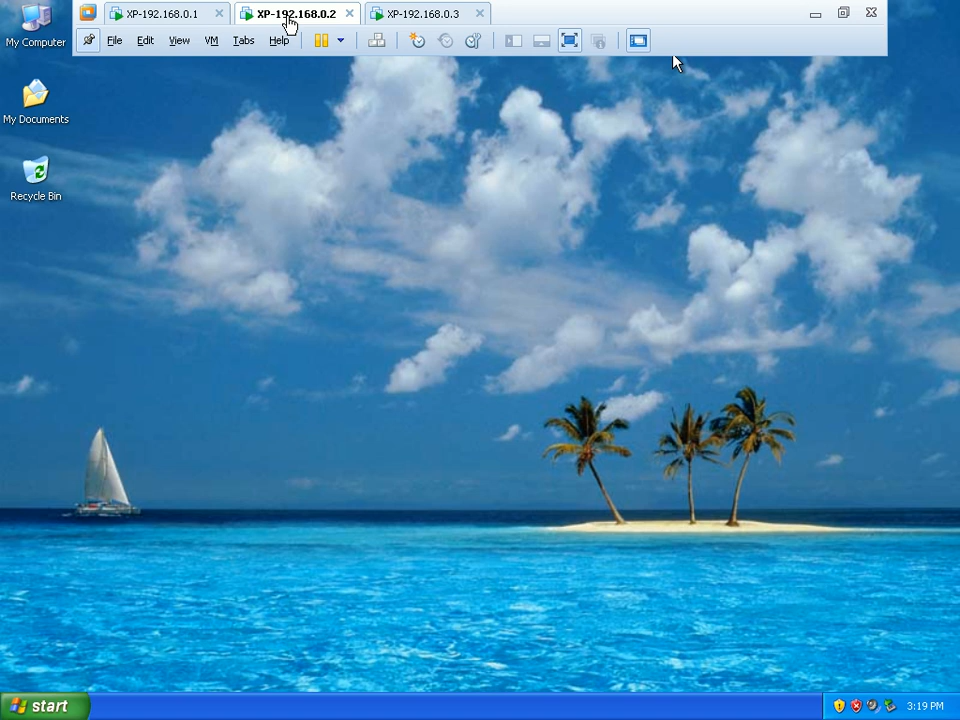 XP-192.168.0.1
XP-192.168.0.2
XP-192.168.0.3
File Edit View VM Tabs Help
My Computer
My Documents
Recycle Bin
start
3:19 PM